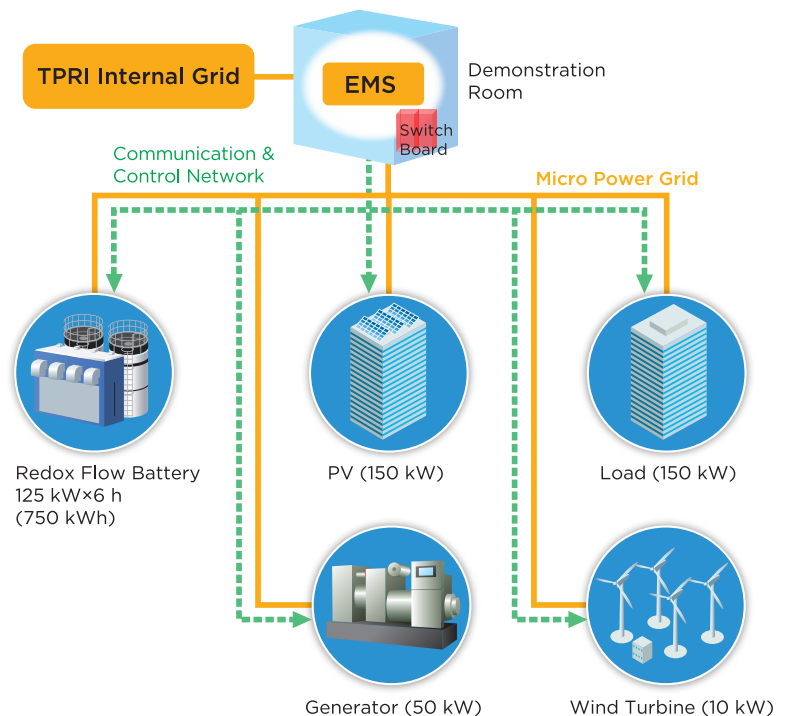 TPRI Internal Grid
EMS
Demonstration
Room
Switch
Board
Communication &
Control Network
Micro Power Grid
Redox Flow Battery
125 kW×6 h
(750 kWh)
PV (150 kW)
Load (150 kW)
Generator (50 kW)
Wind Turbine (10 kW)